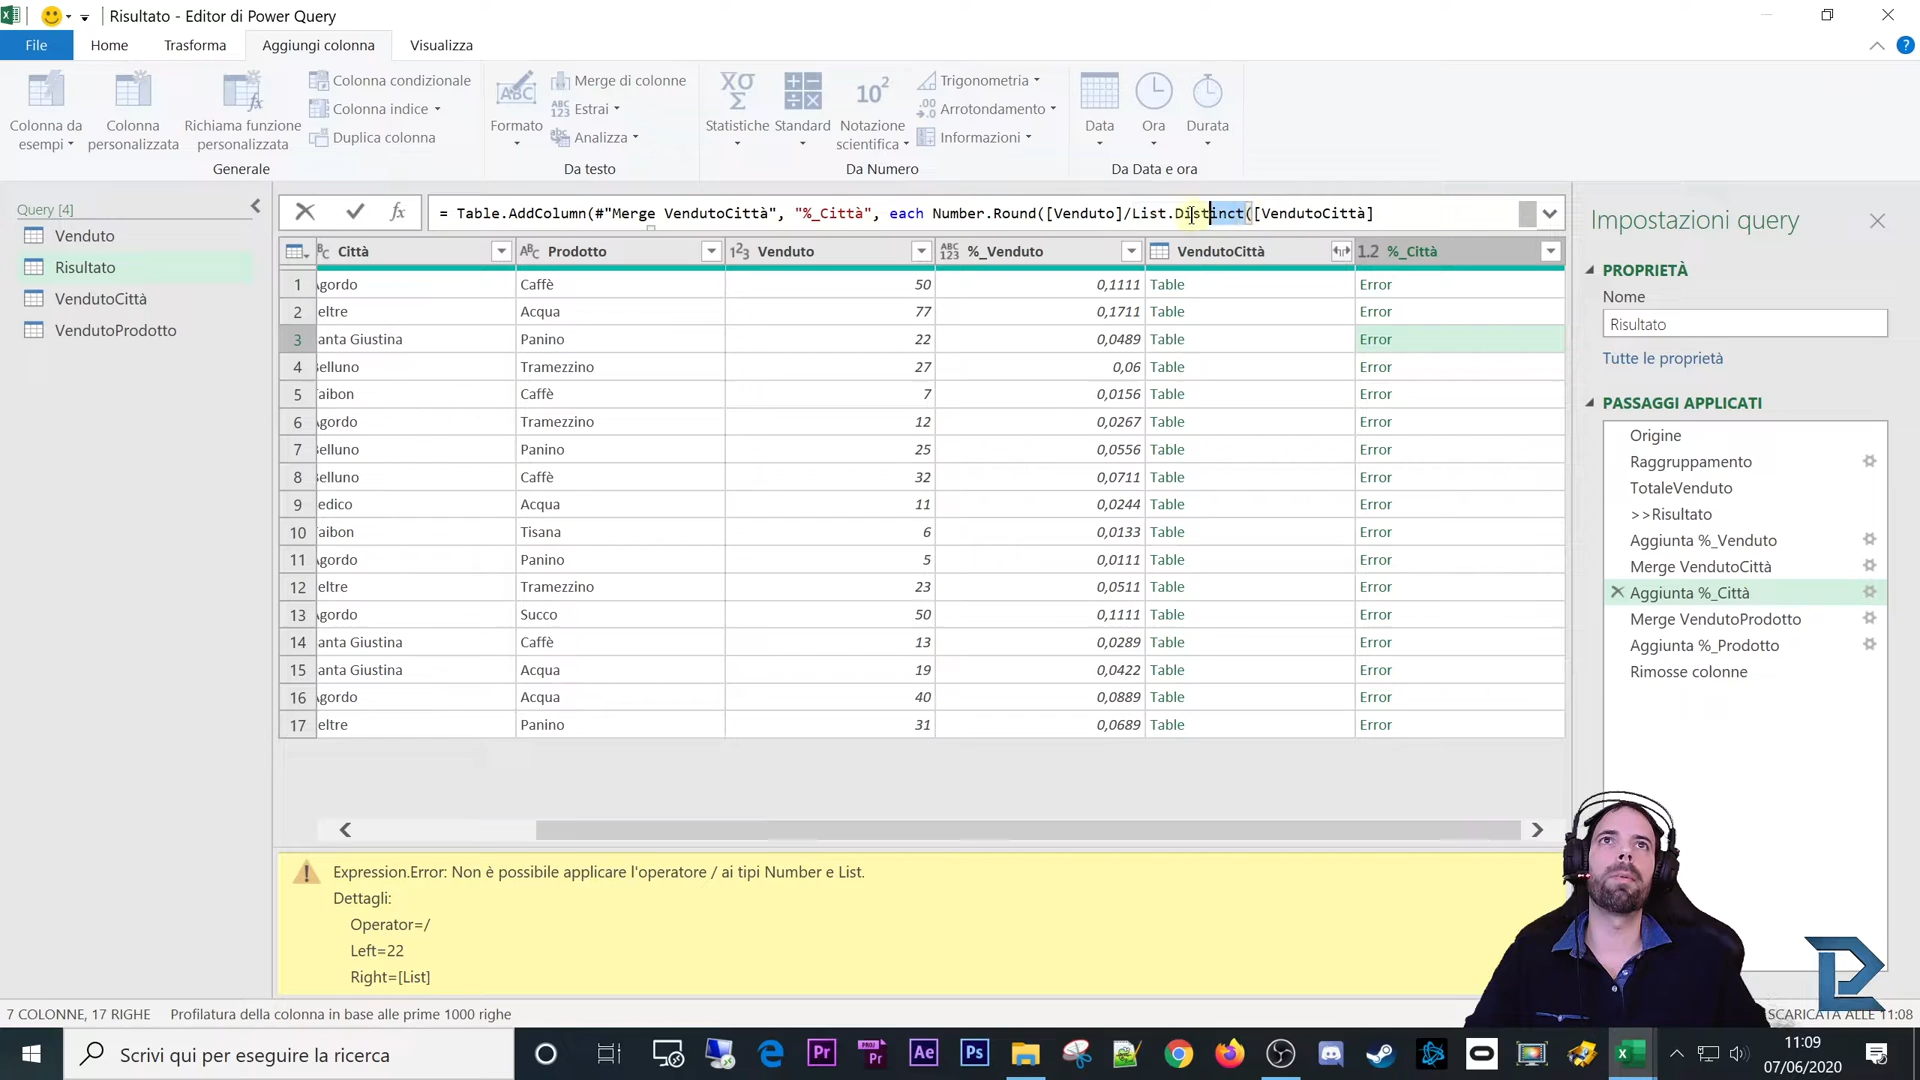 Risultato - Editor di Power Query
File
Home
Trasforma
Aggiungi colonna
Visualizza
Colonna da esempi
Colonna personalizzata
Richiama funzione personalizzata
Colonna condizionale
Colonna indice
Duplica colonna
Generale
Formato
Merge di colonne
Estrai
Analizza
Da testo
Statistiche
Standard
Notazione scientifica
Trigonometria
Arrotondamento
Informazioni
Da Numero
Data
Ora
Durata
Da Data e ora
Query [4]
Venduto
Risultato
VendutoCittà
VendutoProdotto
= Table.AddColumn(#"Merge VendutoCittà", "%_Città", each Number.Round([Venduto]/List.Distinct([VendutoCittà]
Città Prodotto Venduto %_Venduto VendutoCittà %_Città
1 gordo Caffè 50 0,1111 Table Error
2 eltre Acqua 77 0,1711 Table Error
3 anta Giustina Panino 22 0,0489 Table Error
4 elluno Tramezzino 27 0,06 Table Error
5 aibon Caffè 7 0,0156 Table Error
6 gordo Tramezzino 12 0,0267 Table Error
7 elluno Panino 25 0,0556 Table Error
8 elluno Caffè 32 0,0711 Table Error
9 edico Acqua 11 0,0244 Table Error
10 aibon Tisana 6 0,0133 Table Error
11 gordo Panino 5 0,0111 Table Error
12 eltre Tramezzino 23 0,0511 Table Error
13 gordo Succo 50 0,1111 Table Error
14 anta Giustina Caffè 13 0,0289 Table Error
15 anta Giustina Acqua 19 0,0422 Table Error
16 gordo Acqua 40 0,0889 Table Error
17 eltre Panino 31 0,0689 Table Error
Expression.Error: Non è possibile applicare l'operatore / ai tipi Number e List.
Dettagli:
Operator=/
Left=22
Right=[List]
Impostazioni query
PROPRIETÀ
Nome
Risultato
Tutte le proprietà
PASSAGGI APPLICATI
Origine
Raggruppamento
TotaleVenduto
>>Risultato
Aggiunta %_Venduto
Merge VendutoCittà
Aggiunta %_Città
Merge VendutoProdotto
Aggiunta %_Prodotto
Rimosse colonne
7 COLONNE, 17 RIGHE
Profilatura della colonna in base alle prime 1000 righe
SCARICATA ALLE 11:08
Scrivi qui per eseguire la ricerca
Pr
Pr
Ae
Ps
11:09
07/06/2020